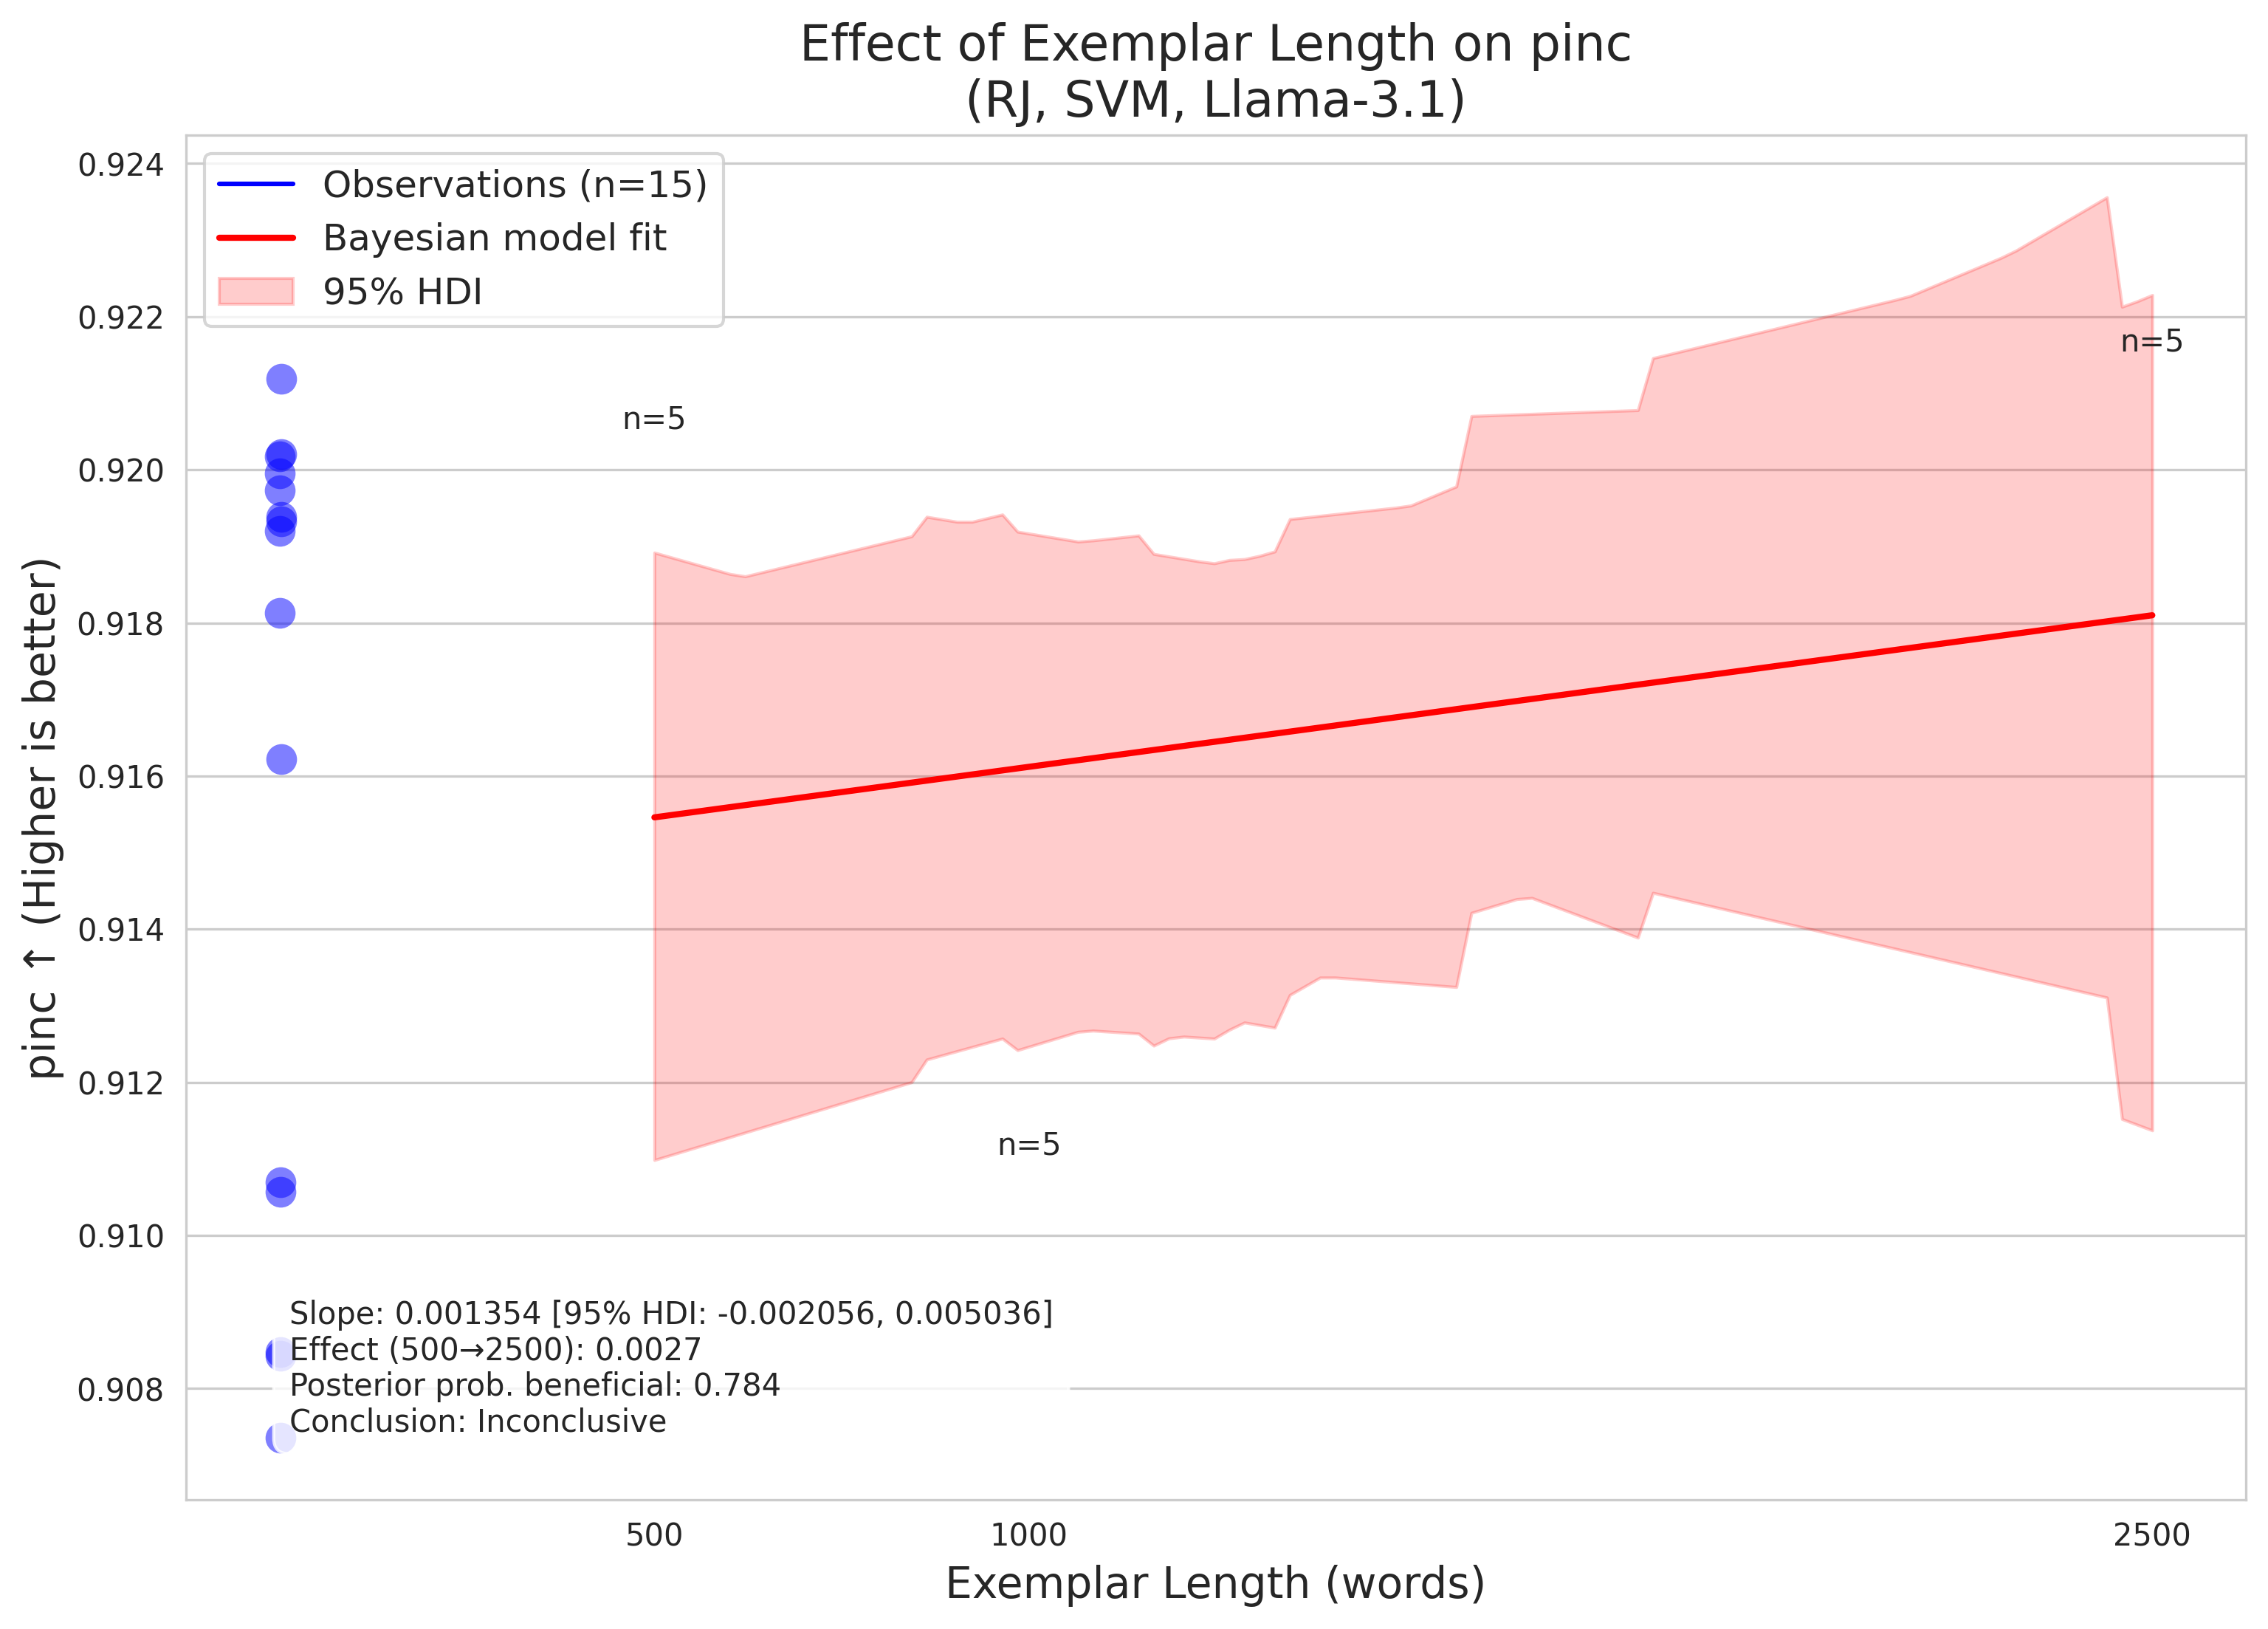 Effect of Exemplar Length on pinc
(RJ, SVM, Llama-3.1)
0.924
0.922
0.920
0.918
0.916
0.914
0.912
0.910
0.908
pinc ↑ (Higher is better)
Observations (n=15)
Bayesian model fit
95% HDI
n=5
n=5
n=5
Slope: 0.001354 [95% HDI: -0.002056, 0.005036]
Effect (500→2500): 0.0027
Posterior prob. beneficial: 0.784
Conclusion: Inconclusive
500
1000
2500
Exemplar Length (words)